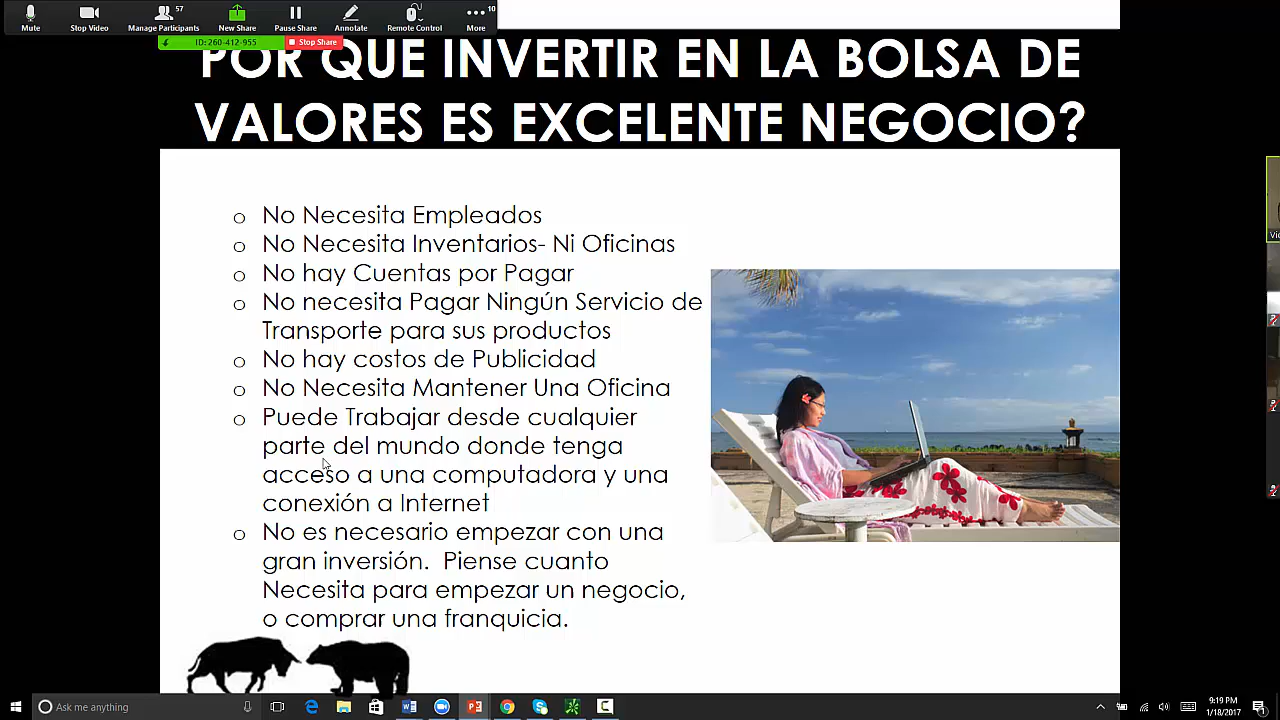 57
10
Mute
Stop Video
Manage Participants
New Share
Pause Share
Annotate
Remote Control
More
ID: 260-412-955
Stop Share
POR QUE INVERTIR EN LA BOLSA DE
VALORES ES EXCELENTE NEGOCIO?
o No Necesita Empleados
o No Necesita Inventarios- Ni Oficinas
o No hay Cuentas por Pagar
o No necesita Pagar Ningún Servicio de
Transporte para sus productos
o No hay costos de Publicidad
o No Necesita Mantener Una Oficina
o Puede Trabajar desde cualquier
parte del mundo donde tenga
acceso a una computadora y una
conexión a Internet
o No es necesario empezar con una
gran inversión. Piense cuanto
Necesita para empezar un negocio,
o comprar una franquicia.
Ask me anything
9:19 PM
1/18/2017